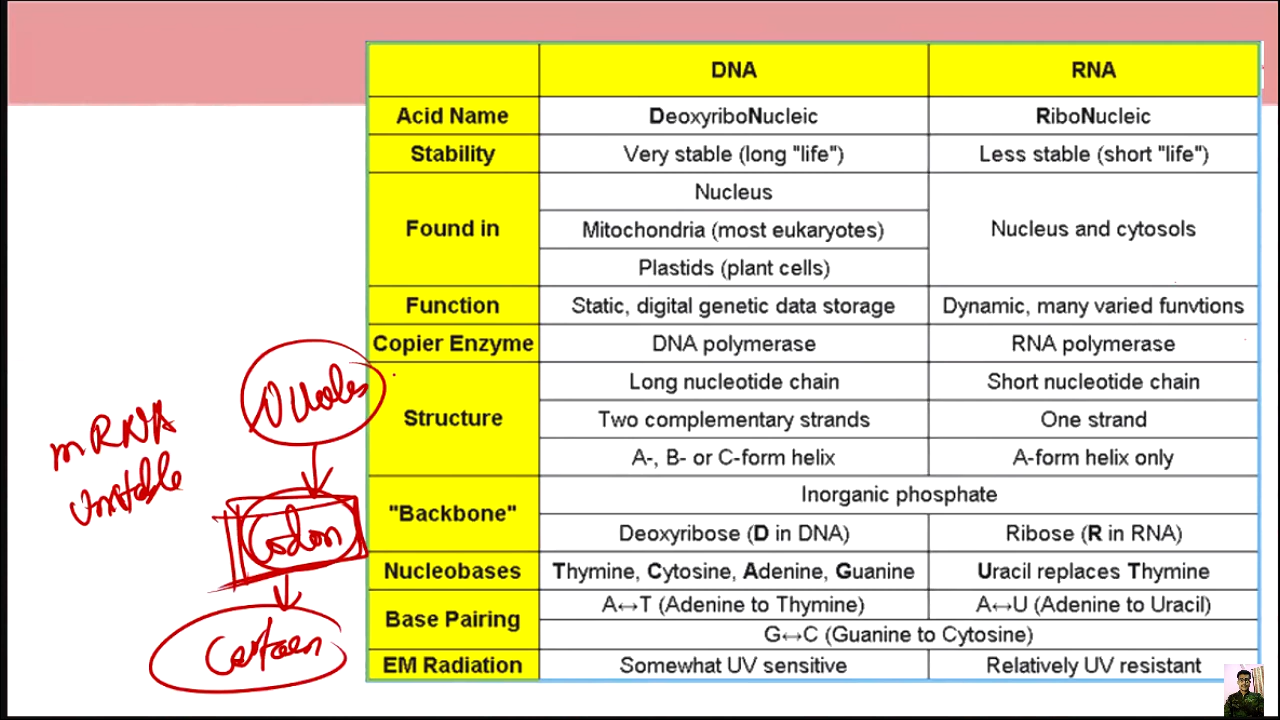 DNA RNA
Acid Name DeoxyriboNucleic RiboNucleic
Stability Very stable (long "life") Less stable (short "life")
Found in Nucleus Nucleus and cytosols
Mitochondria (most eukaryotes)
Plastids (plant cells)
Function Static, digital genetic data storage Dynamic, many varied funvtions
Copier Enzyme DNA polymerase RNA polymerase
Structure Long nucleotide chain Short nucleotide chain
Two complementary strands One strand
A-, B- or C-form helix A-form helix only
"Backbone" Inorganic phosphate
Deoxyribose (D in DNA) Ribose (R in RNA)
Nucleobases Thymine, Cytosine, Adenine, Guanine Uracil replaces Thymine
Base Pairing A↔T (Adenine to Thymine) A↔U (Adenine to Uracil)
G↔C (Guanine to Cytosine)
EM Radiation Somewhat UV sensitive Relatively UV resistant
mRNA
unstable
Codon